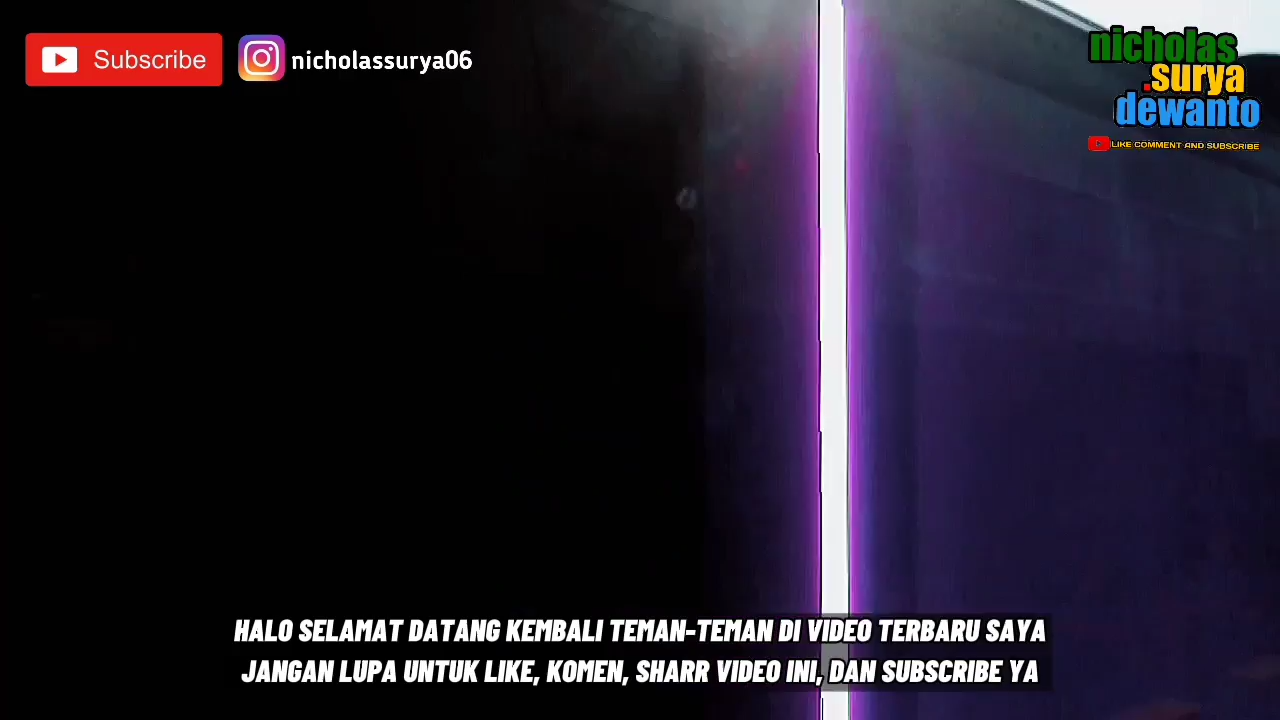 Subscribe
nicholassurya06
nicholas
.surya
dewanto
LIKE COMMENT AND SUBSCRIBE
HALO SELAMAT DATANG KEMBALI TEMAN-TEMAN DI VIDEO TERBARU SAYA
JANGAN LUPA UNTUK LIKE, KOMEN, SHARR VIDEO INI, DAN SUBSCRIBE YA